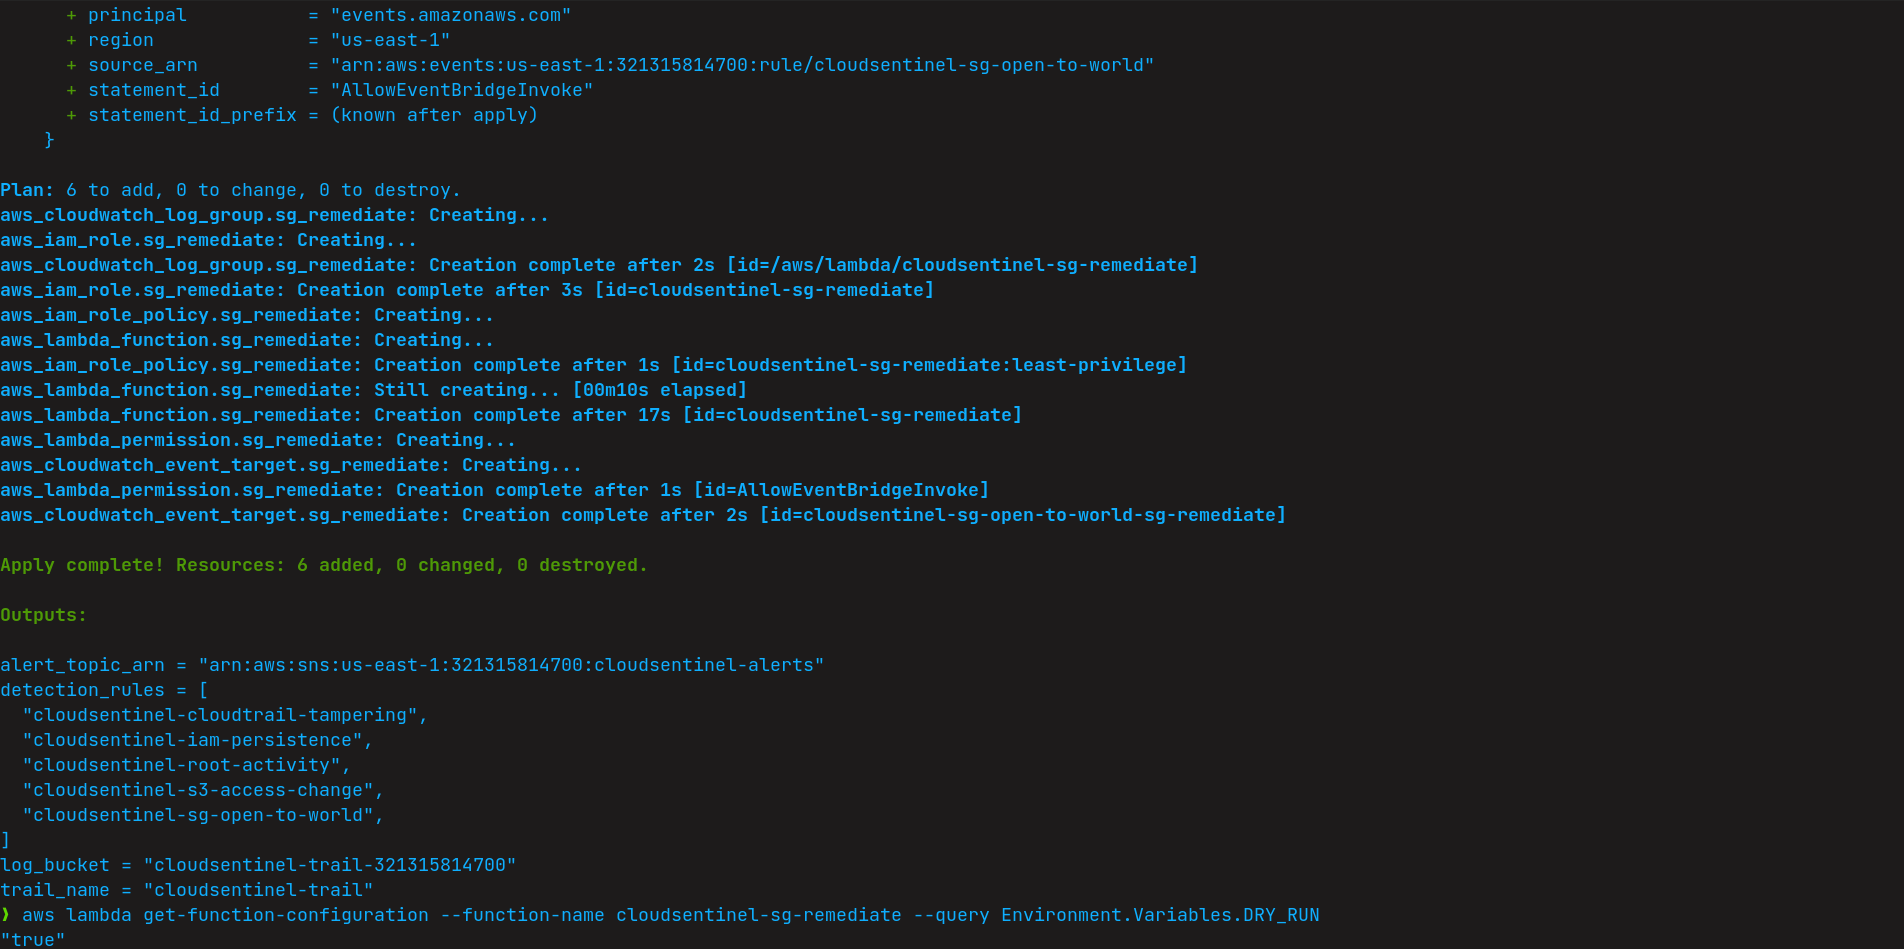 + principal = "events.amazonaws.com"
+ region = "us-east-1"
+ source_arn = "arn:aws:events:us-east-1:321315814700:rule/cloudsentinel-sg-open-to-world"
+ statement_id = "AllowEventBridgeInvoke"
+ statement_id_prefix = (known after apply)
}
Plan: 6 to add, 0 to change, 0 to destroy.
aws_cloudwatch_log_group.sg_remediate: Creating...
aws_iam_role.sg_remediate: Creating...
aws_cloudwatch_log_group.sg_remediate: Creation complete after 2s [id=/aws/lambda/cloudsentinel-sg-remediate]
aws_iam_role.sg_remediate: Creation complete after 3s [id=cloudsentinel-sg-remediate]
aws_iam_role_policy.sg_remediate: Creating...
aws_lambda_function.sg_remediate: Creating...
aws_iam_role_policy.sg_remediate: Creation complete after 1s [id=cloudsentinel-sg-remediate:least-privilege]
aws_lambda_function.sg_remediate: Still creating... [00m10s elapsed]
aws_lambda_function.sg_remediate: Creation complete after 17s [id=cloudsentinel-sg-remediate]
aws_lambda_permission.sg_remediate: Creating...
aws_cloudwatch_event_target.sg_remediate: Creating...
aws_lambda_permission.sg_remediate: Creation complete after 1s [id=AllowEventBridgeInvoke]
aws_cloudwatch_event_target.sg_remediate: Creation complete after 2s [id=cloudsentinel-sg-open-to-world-sg-remediate]
Apply complete! Resources: 6 added, 0 changed, 0 destroyed.
Outputs:
alert_topic_arn = "arn:aws:sns:us-east-1:321315814700:cloudsentinel-alerts"
detection_rules = [
"cloudsentinel-cloudtrail-tampering",
"cloudsentinel-iam-persistence",
"cloudsentinel-root-activity",
"cloudsentinel-s3-access-change",
"cloudsentinel-sg-open-to-world",
]
log_bucket = "cloudsentinel-trail-321315814700"
trail_name = "cloudsentinel-trail"
❯ aws lambda get-function-configuration --function-name cloudsentinel-sg-remediate --query Environment.Variables.DRY_RUN
"true"